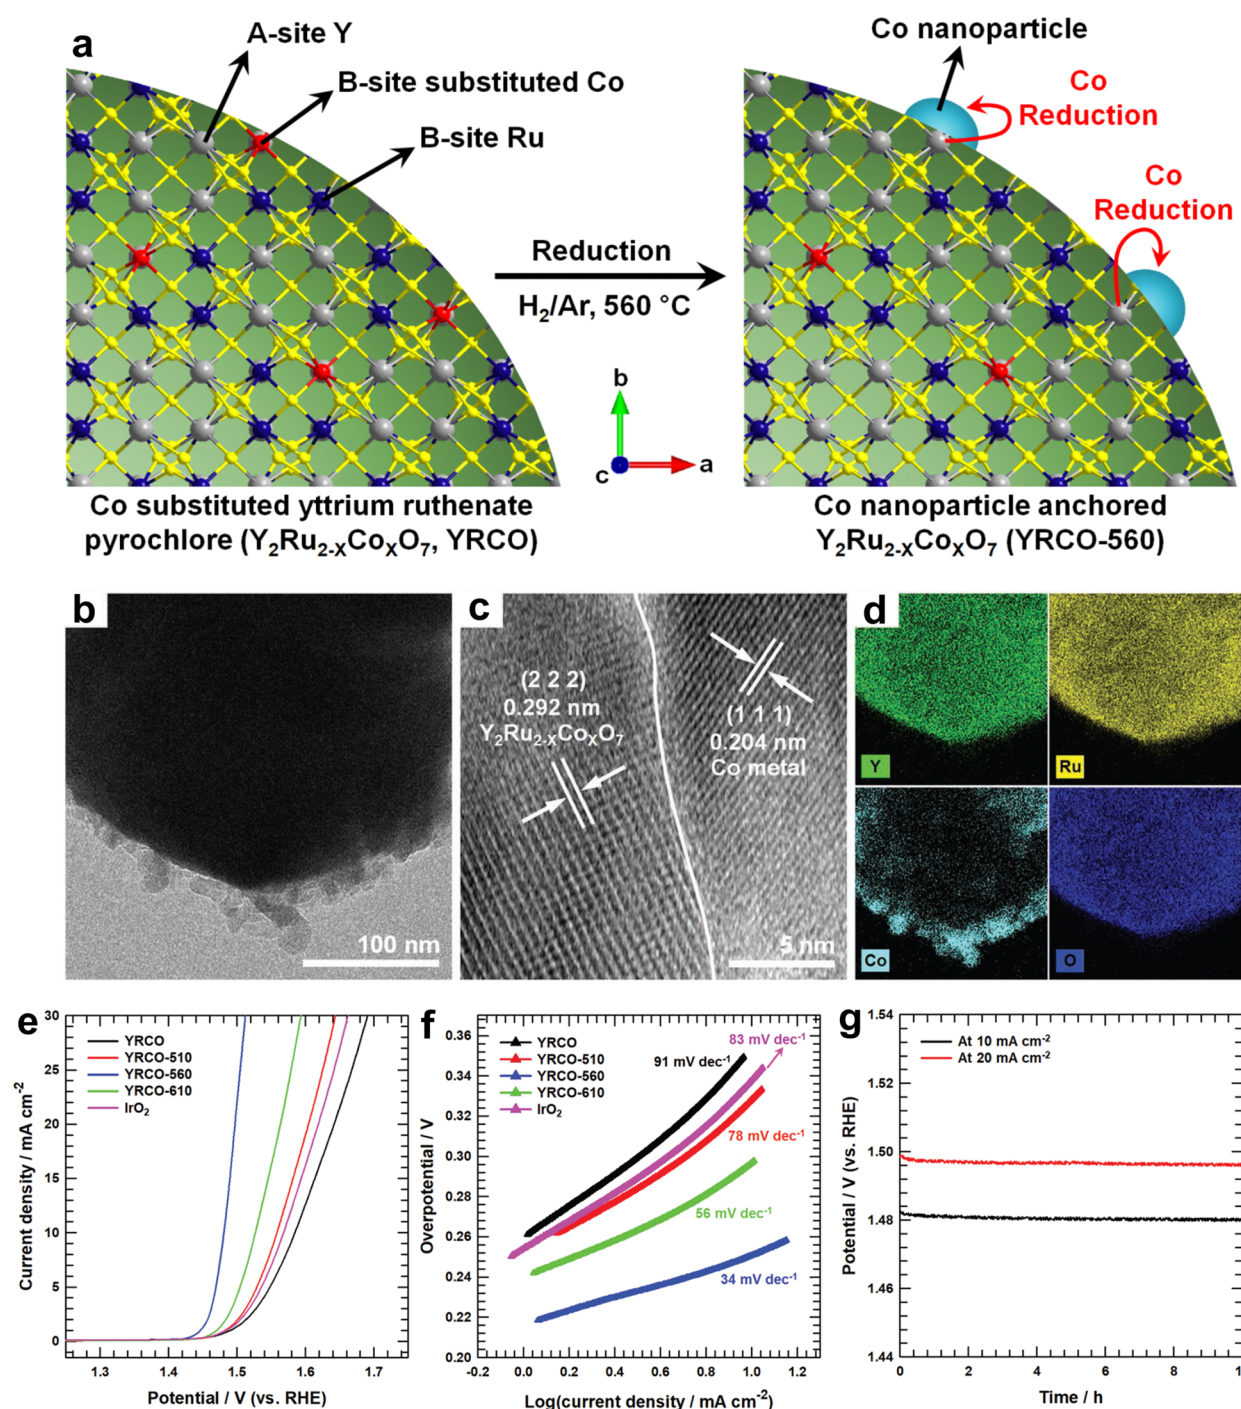 a
A-site Y
B-site substituted Co
B-site Ru
Reduction
H₂/Ar, 560 °C
Co nanoparticle
Co
Reduction
Co
Reduction
b
c
a
Co substituted yttrium ruthenate
pyrochlore (Y₂Ru₂₋ₓCoₓO₇, YRCO)
Co nanoparticle anchored
Y₂Ru₂₋ₓCoₓO₇ (YRCO-560)
b
100 nm
c
(2 2 2)
0.292 nm
Y₂Ru₂₋ₓCoₓO₇
(1 1 1)
0.204 nm
Co metal
5 nm
d
Y
Ru
Co
O
e
30
25
20
15
10
5
0
1.3 1.4 1.5 1.6 1.7
Current density / mA cm⁻²
Potential / V (vs. RHE)
YRCO
YRCO-510
YRCO-560
YRCO-610
IrO₂
f
0.36
0.34
0.32
0.30
0.28
0.26
0.24
0.22
0.20
-0.2 0.0 0.2 0.4 0.6 0.8 1.0 1.2
Overpotential / V
Log(current density / mA cm⁻²)
YRCO
YRCO-510
YRCO-560
YRCO-610
IrO₂
91 mV dec⁻¹
83 mV dec⁻¹
78 mV dec⁻¹
56 mV dec⁻¹
34 mV dec⁻¹
g
1.54
1.52
1.50
1.48
1.46
1.44
0 2 4 6 8 10
Potential / V (vs. RHE)
Time / h
At 10 mA cm⁻²
At 20 mA cm⁻²